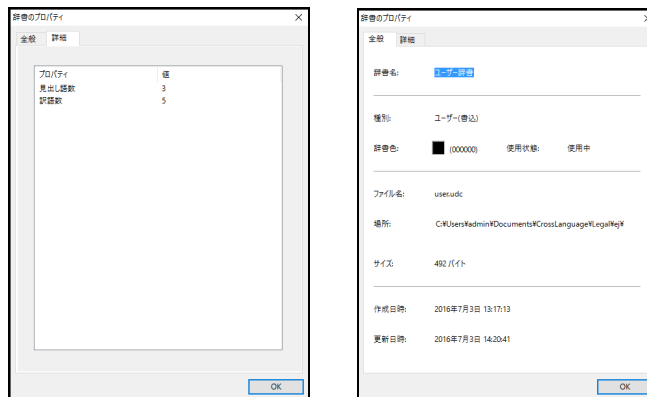 辞書のプロパティ
全般 詳細
プロパティ 値
見出し語数 3
訳語数 5
OK
辞書のプロパティ
全般 詳細
辞書名: ユーザー辞書
種別: ユーザー(書込)
辞書色: (000000) 使用状態: 使用中
ファイル名: user.udc
場所: C:¥Users¥admin¥Documents¥CrossLanguage¥Legal¥ej¥
サイズ: 492 バイト
作成日時: 2016年7月3日 13:17:13
更新日時: 2016年7月3日 14:20:41
OK